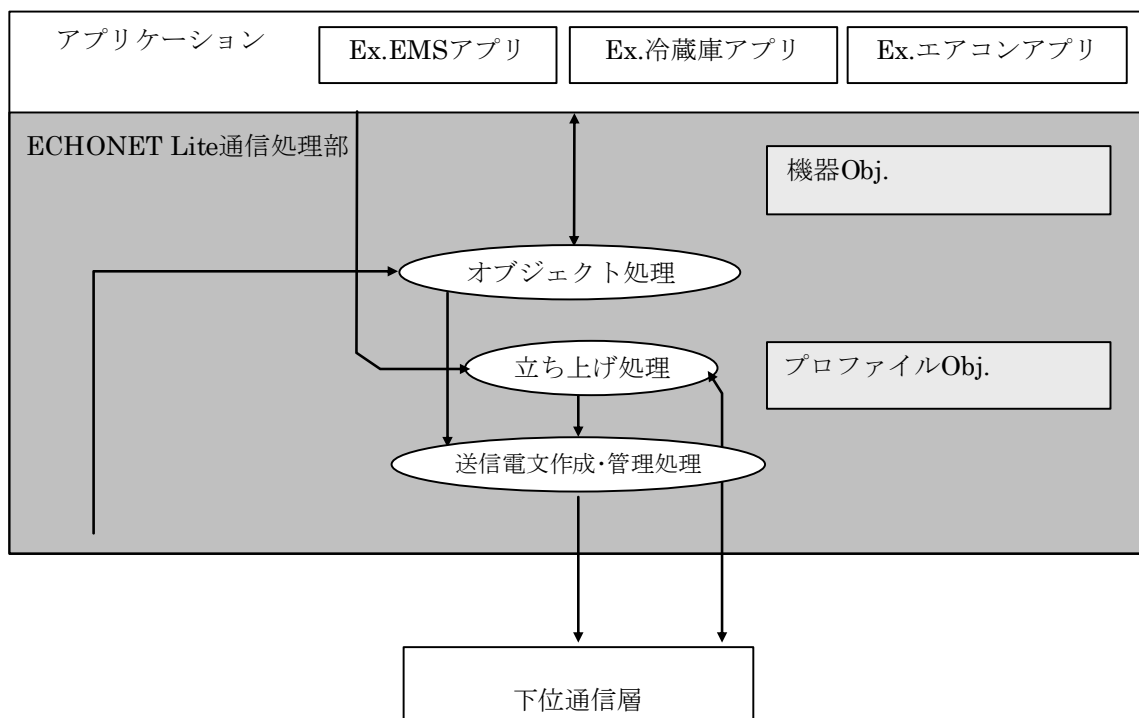 アプリケーション
Ex.EMSアプリ
Ex.冷蔵庫アプリ
Ex.エアコンアプリ
ECHONET Lite通信処理部
機器Obj.
オブジェクト処理
立ち上げ処理
プロファイルObj.
送信電文作成･管理処理
下位通信層